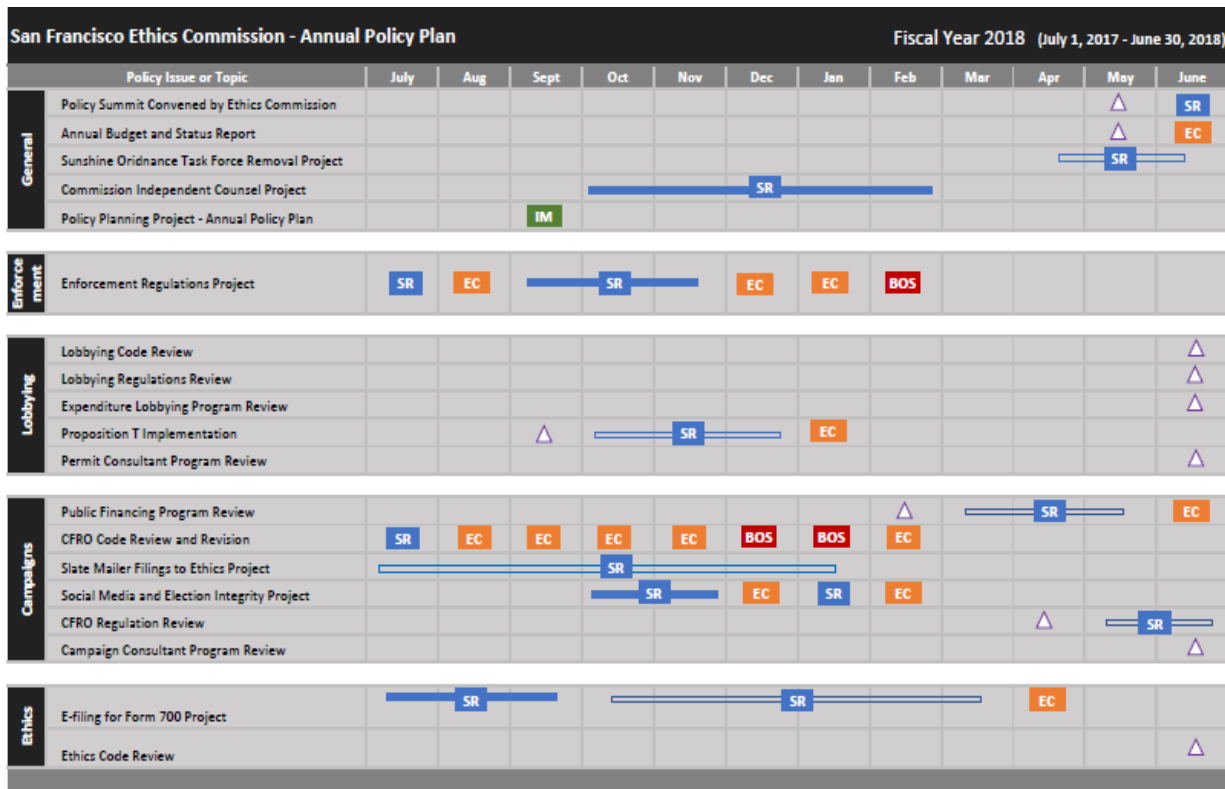 San Francisco Ethics Commission - Annual Policy Plan Fiscal Year 2018 (July 1, 2017 - June 30, 2018)
Policy Issue or Topic July Aug Sept Oct Nov Dec Jan Feb Mar Apr May June
General
Policy Summit Convened by Ethics Commission SR
Annual Budget and Status Report EC
Sunshine Oridnance Task Force Removal Project SR
Commission Independent Counsel Project SR
Policy Planning Project - Annual Policy Plan IM
Enforce
ment
Enforcement Regulations Project SR EC SR EC EC BOS
Lobbying
Lobbying Code Review
Lobbying Regulations Review
Expenditure Lobbying Program Review
Proposition T Implementation SR EC
Permit Consultant Program Review
Campaigns
Public Financing Program Review SR EC
CFRO Code Review and Revision SR EC EC EC EC BOS BOS EC
Slate Mailer Filings to Ethics Project SR
Social Media and Election Integrity Project SR EC SR EC
CFRO Regulation Review SR
Campaign Consultant Program Review
Ethics
E-filing for Form 700 Project SR SR EC
Ethics Code Review